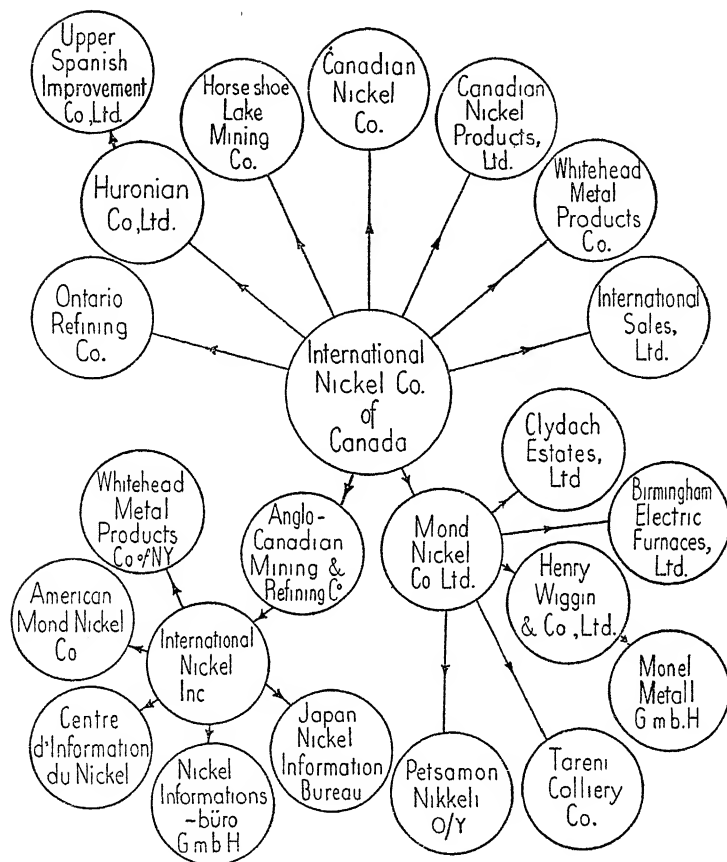 Upper
Spanish
Improvement
Co,Ltd.
Huronian
Co,Ltd.
Horseshoe
Lake
Mining
Co.
Canadian
Nickel
Co.
Canadian
Nickel
Products,
Ltd.
Whitehead
Metal
Products
Co.
International
Sales,
Ltd.
Ontario
Refining
Co.
International
Nickel Co.
of
Canada
Whitehead
Metal
Products
Co of NY
Anglo-
Canadian
Mining &
Refining Co
Mond
Nickel
Co Ltd.
Clydach
Estates,
Ltd
Birmingham
Electric
Furnaces,
Ltd.
Henry
Wiggin
& Co,Ltd.
Monel
Metall
G m b.H
American
Mond Nickel
Co
International
Nickel
Inc
Centre
d'Information
du Nickel
Nickel
Informations-
-büro
G m b H
Japan
Nickel
Information
Bureau
Petsamon
Nikkeli
O/Y
Tareni
Colliery
Co.